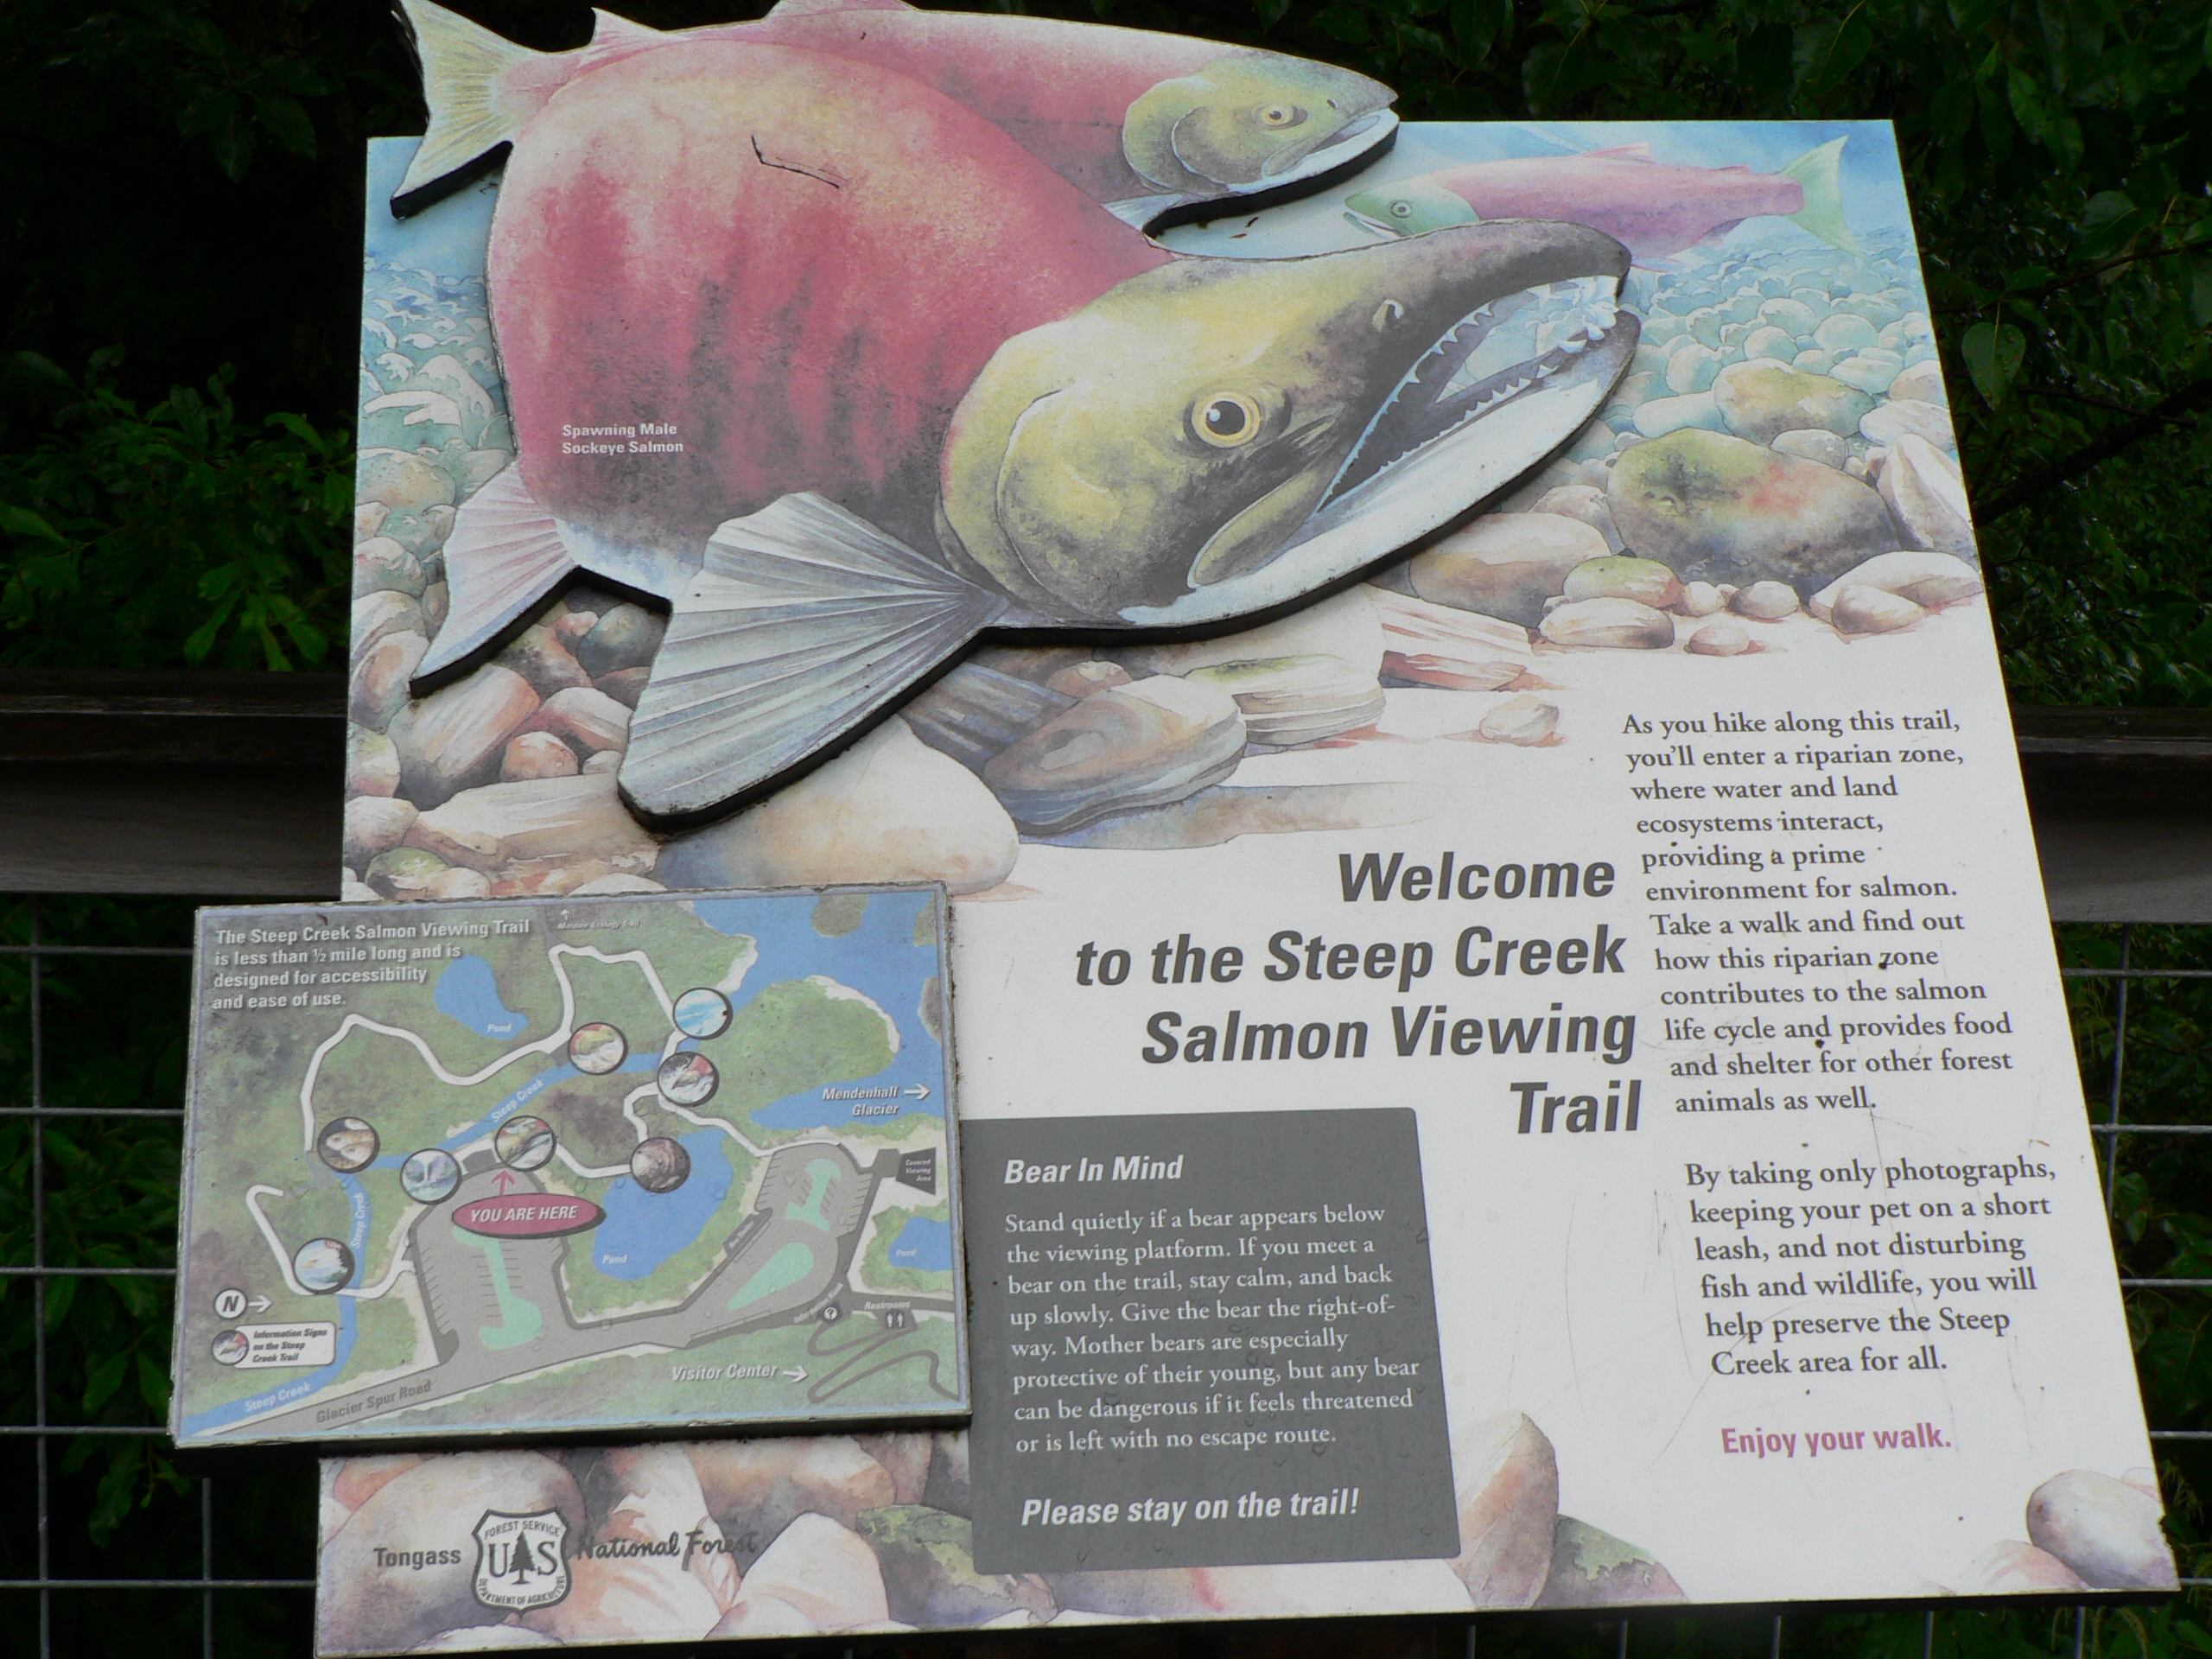 Spawning Male
Sockeye Salmon
Welcome
to the Steep Creek
Salmon Viewing
Trail
As you hike along this trail,
you'll enter a riparian zone,
where water and land
ecosystems interact,
providing a prime
environment for salmon.
Take a walk and find out
how this riparian zone
contributes to the salmon
life cycle and provides food
and shelter for other forest
animals as well.
By taking only photographs,
keeping your pet on a short
leash, and not disturbing
fish and wildlife, you will
help preserve the Steep
Creek area for all.
Enjoy your walk.
Bear In Mind
Stand quietly if a bear appears below
the viewing platform. If you meet a
bear on the trail, stay calm, and back
up slowly. Give the bear the right-of-
way. Mother bears are especially
protective of their young, but any bear
can be dangerous if it feels threatened
or is left with no escape route.
Please stay on the trail!
The Steep Creek Salmon Viewing Trail
is less than ½ mile long and is
designed for accessibility
and ease of use.
Moraine Ecology Trail
Pond
Steep Creek
Mendenhall
Glacier
Covered
Viewing
Area
YOU ARE HERE
Steep Creek
Pond
Pond
N
Restrooms
?
Information Signs
on the Steep
Creek Trail
Visitor Center
Steep Creek
Glacier Spur Road
Tongass
FOREST SERVICE
US
DEPARTMENT OF AGRICULTURE
National Forest